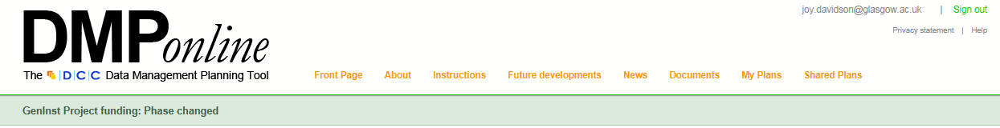 joy.davidson@glasgow.ac.uk | Sign out
Privacy statement | Help
DMPonline
The DCC Data Management Planning Tool
Front Page About Instructions Future developments News Documents My Plans Shared Plans
GenInst Project funding: Phase changed